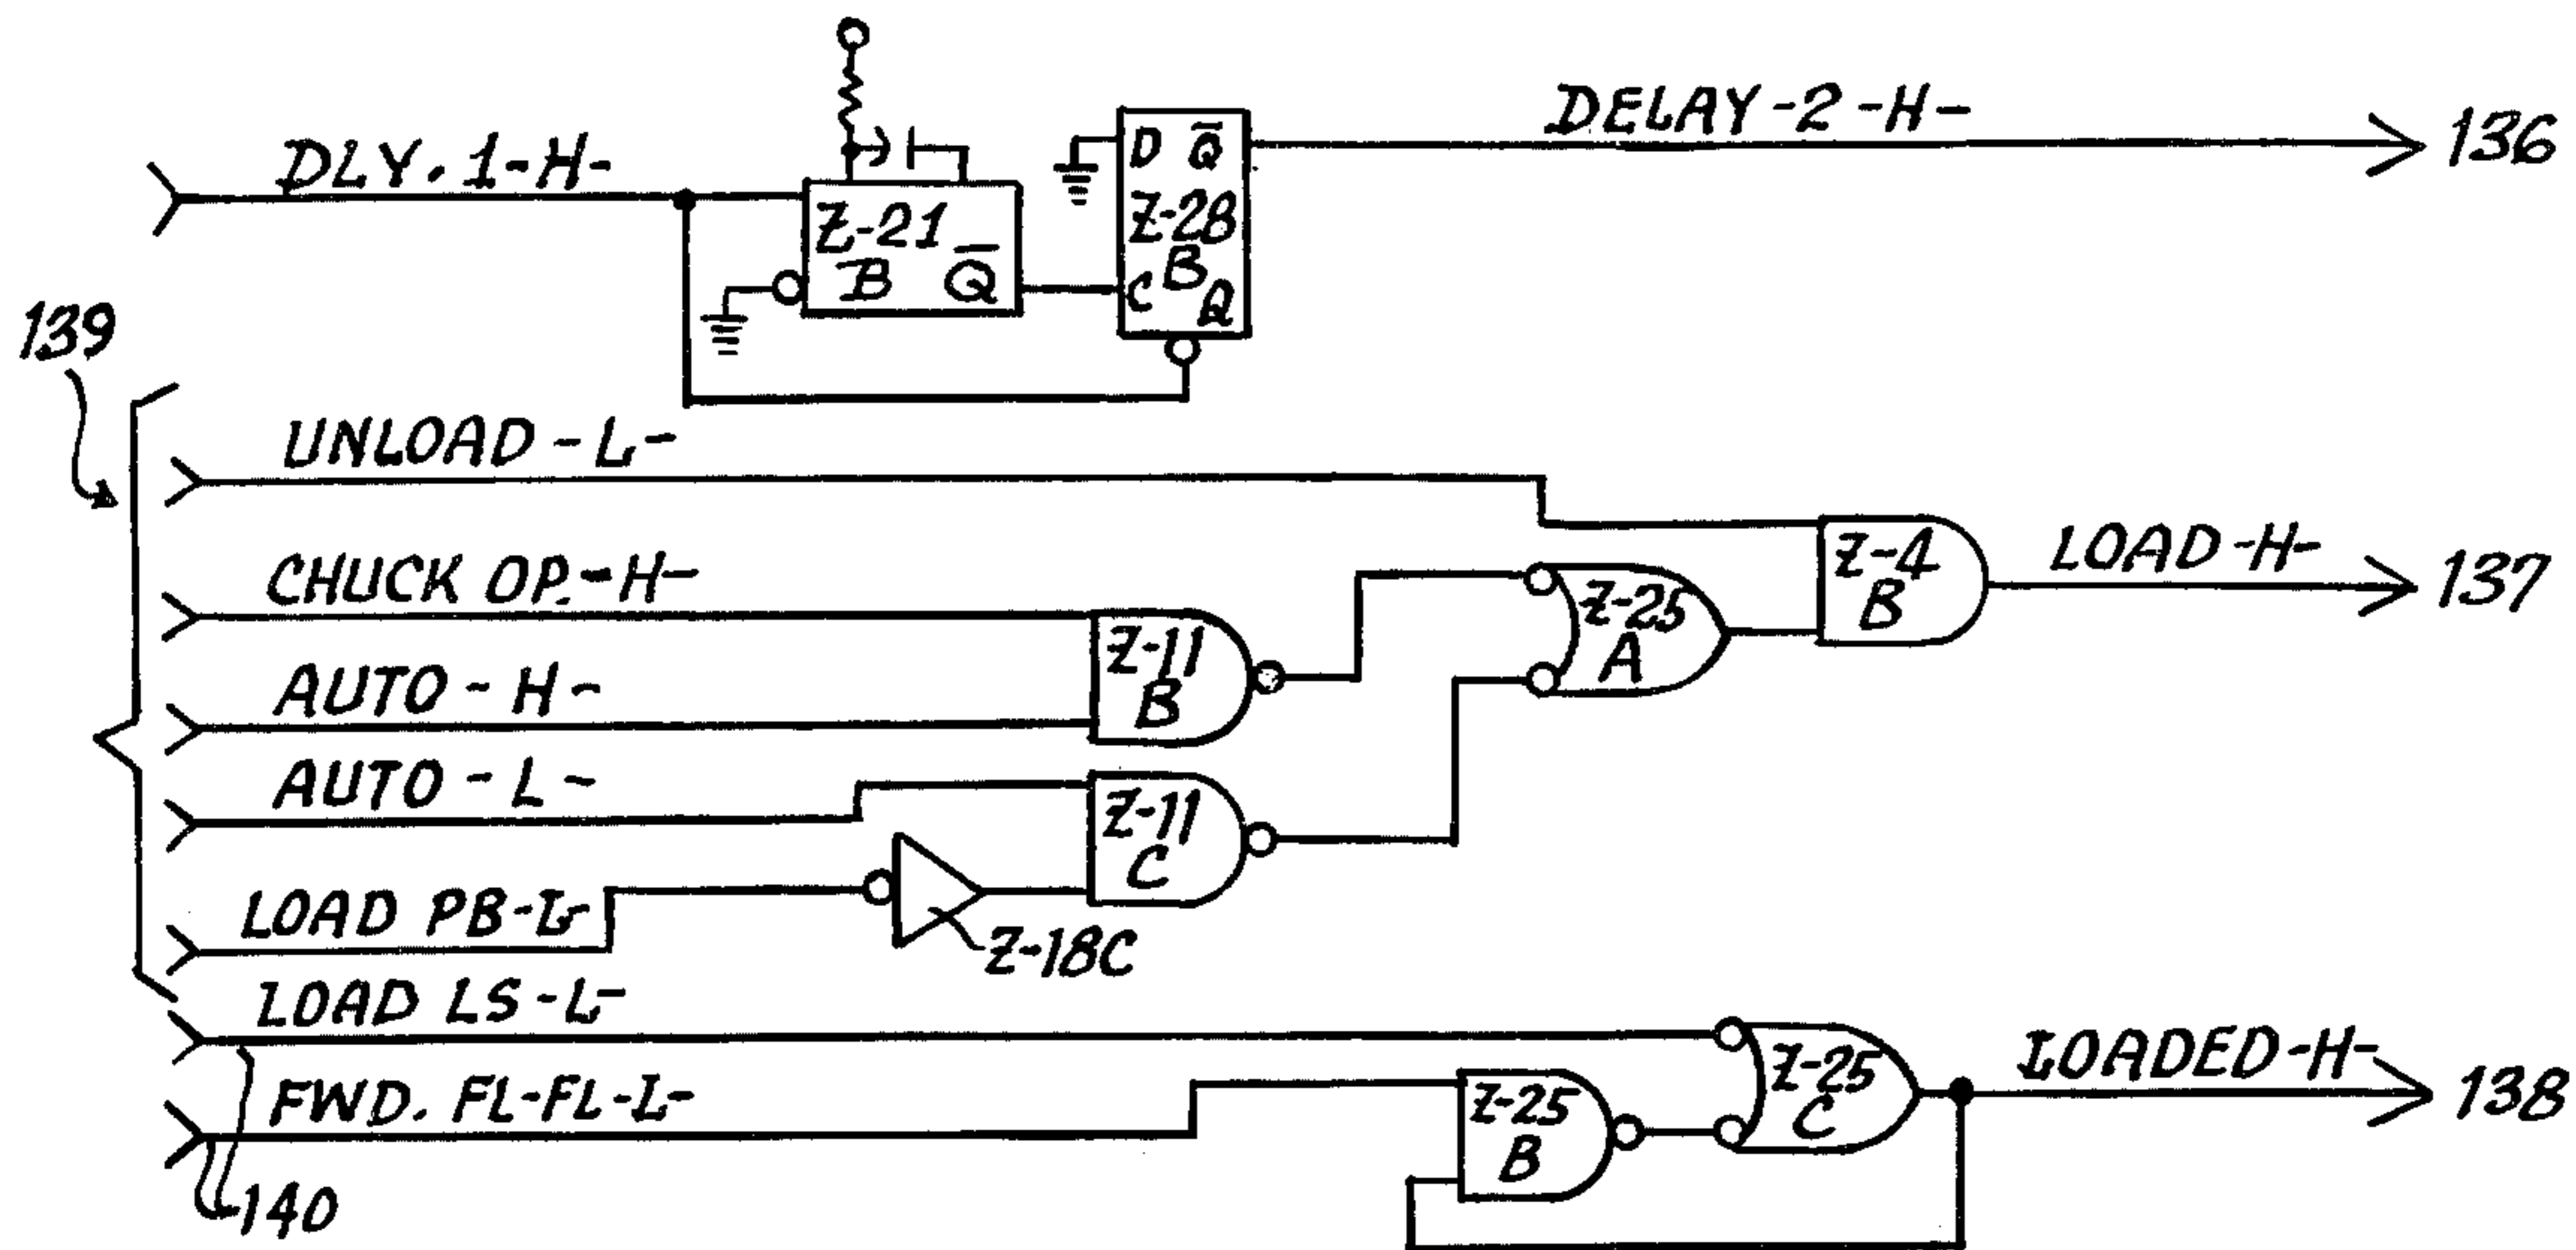 DLY. 1-H-
Z-21
B Q̅
D Q̅
Z-28
B
C Q
DELAY-2-H-
136
139
UNLOAD-L-
CHUCK OP.-H-
AUTO-H-
AUTO-L-
LOAD PB-L-
Z-11
B
Z-11
C
Z-18C
Z-25
A
Z-4
B
LOAD-H-
137
LOAD LS-L-
FWD. FL-FL-L-
140
Z-25
B
Z-25
C
LOADED-H-
138